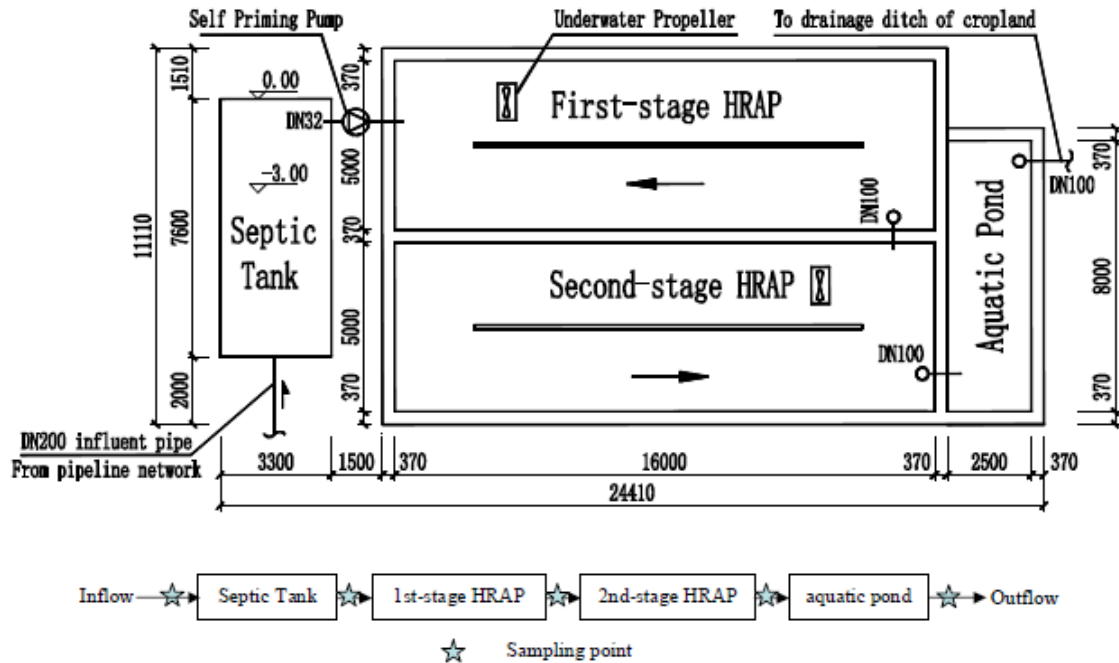 Self Priming Pump
Underwater Propeller
To drainage ditch of cropland
1510
0.00
370
First-stage HRAP
DN32
370
DN100
5000
-3.00
DN100
11110
7600
Septic
Tank
370
Aquatic Pond
8000
Second-stage HRAP
5000
DN100
2000
370
370
DN200 influent pipe
From pipeline network
3300
1500
370
16000
370
2500
370
24410
Inflow
Septic Tank
1st-stage HRAP
2nd-stage HRAP
aquatic pond
Outflow
Sampling point